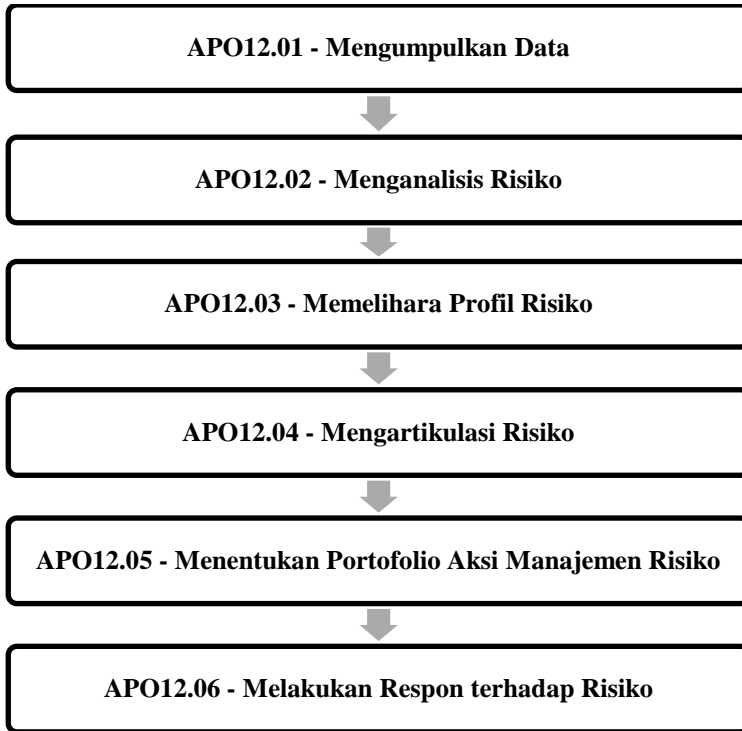 APO12.01 - Mengumpulkan Data
APO12.02 - Menganalisis Risiko
APO12.03 - Memelihara Profil Risiko
APO12.04 - Mengartikulasi Risiko
APO12.05 - Menentukan Portofolio Aksi Manajemen Risiko
APO12.06 - Melakukan Respon terhadap Risiko